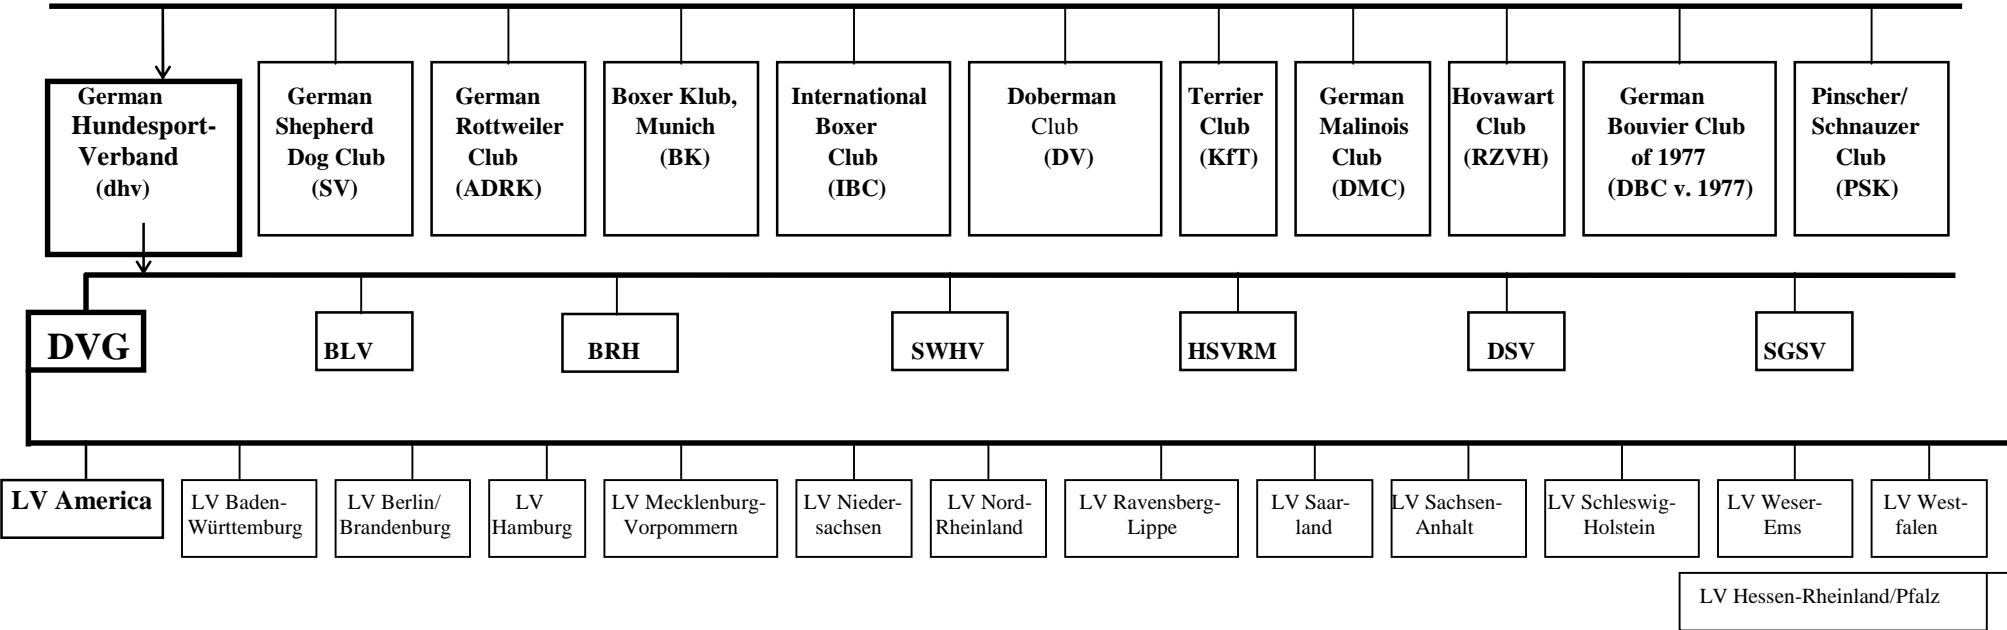 German
Hundesport-
Verband
(dhv)
German
Shepherd
Dog Club
(SV)
German
Rottweiler
Club
(ADRK)
Boxer Klub,
Munich
(BK)
International
Boxer
Club
(IBC)
Doberman
Club
(DV)
Terrier
Club
(KfT)
German
Malinois
Club
(DMC)
Hovawart
Club
(RZVH)
German
Bouvier Club
of 1977
(DBC v. 1977)
Pinscher/
Schnauzer
Club
(PSK)
DVG
BLV
BRH
SWHV
HSVRM
DSV
SGSV
LV America
LV Baden-
Württemburg
LV Berlin/
Brandenburg
LV
Hamburg
LV Mecklenburg-
Vorpommern
LV Nieder-
sachsen
LV Nord-
Rheinland
LV Ravensberg-
Lippe
LV Saar-
land
LV Sachsen-
Anhalt
LV Schleswig-
Holstein
LV Weser-
Ems
LV West-
falen
LV Hessen-Rheinland/Pfalz